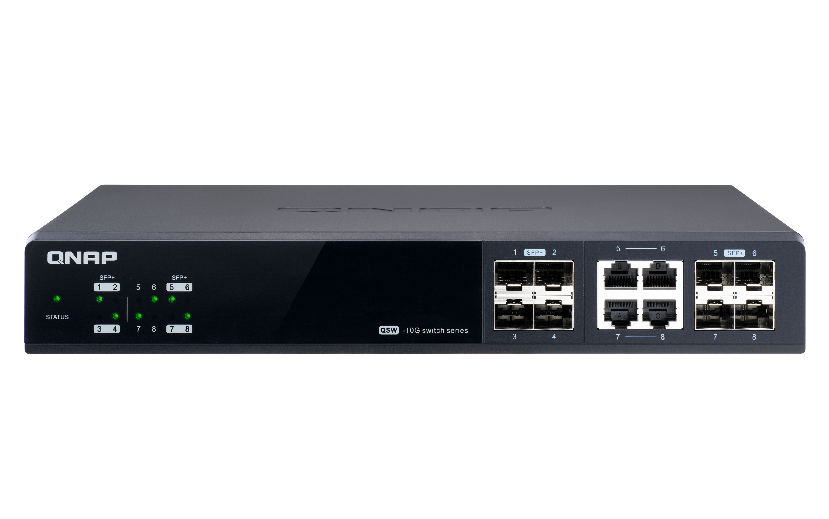 QNAP
SFP+ SFP+
1 2 5 6 5 6
STATUS
3 4 7 8 7 8
QSW -10G switch series
1 SFP+ 2
3 4
5 6
7 8
5 SFP+ 6
7 8